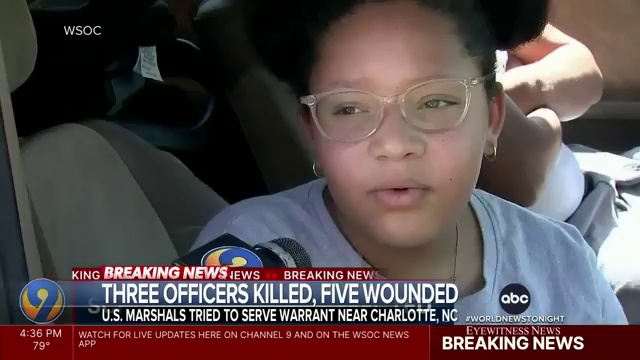 WSOC
KING BREAKING NEWS BREAKING NEWS
THREE OFFICERS KILLED, FIVE WOUNDED
U.S. MARSHALS TRIED TO SERVE WARRANT NEAR CHARLOTTE, NC
9
abc
#WORLDNEWSTONIGHT
EYEWITNESS NEWS
4:36 PM
79°
WATCH FOR LIVE UPDATES HERE ON CHANNEL 9 AND ON THE WSOC NEWS APP
BREAKING NEWS